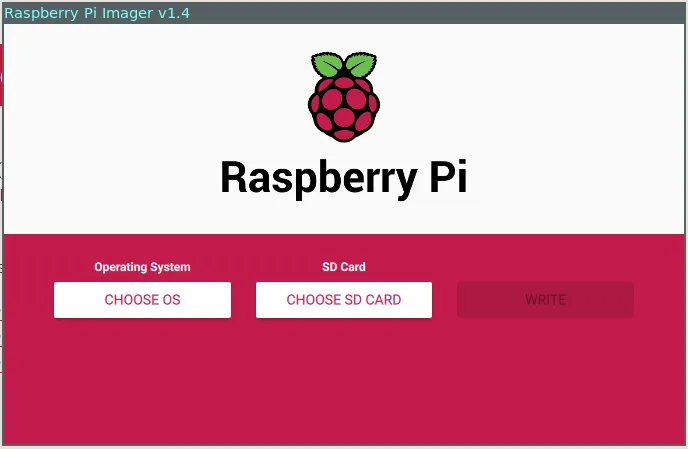 Raspberry Pi Imager v1.4
Raspberry Pi
Operating System
SD Card
CHOOSE OS
CHOOSE SD CARD
WRITE